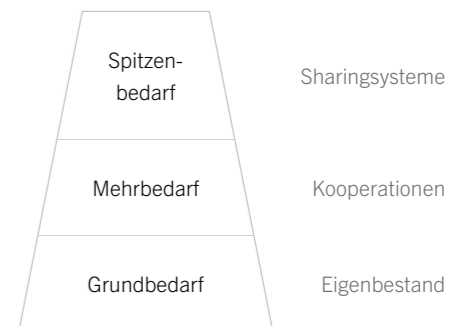 Spitzen-
bedarf
Sharingsysteme
Mehrbedarf
Kooperationen
Grundbedarf
Eigenbestand